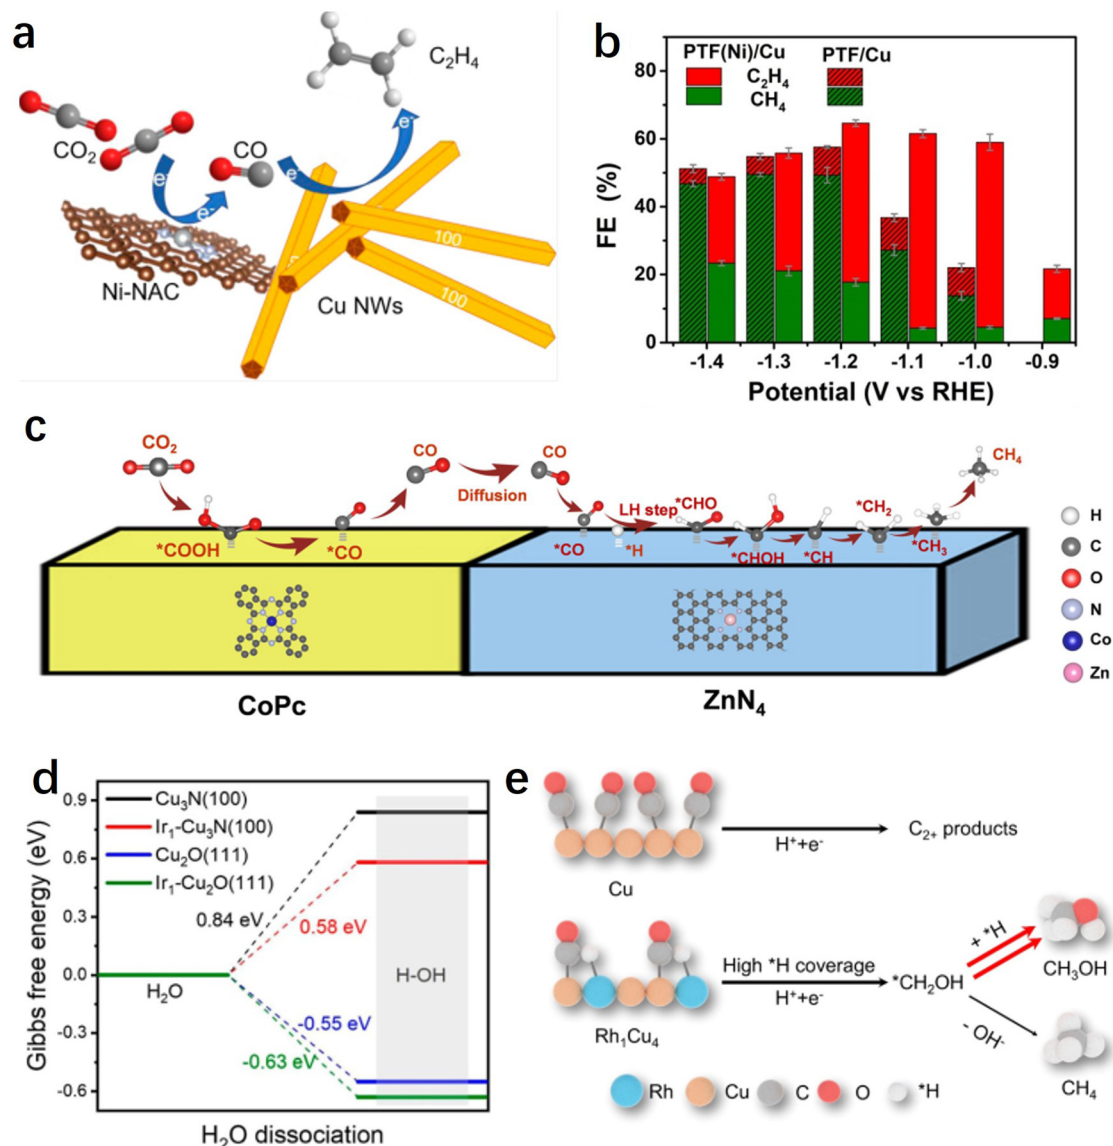 a
C₂H₄
CO₂
CO
e⁻
e⁻
e⁻
100
100
Ni-NAC
Cu NWs
b
PTF(Ni)/Cu PTF/Cu
C₂H₄
CH₄
FE (%)
80
60
40
20
0
-1.4 -1.3 -1.2 -1.1 -1.0 -0.9
Potential (V vs RHE)
c
CO₂
CO
Diffusion
CO
CH₄
*COOH
*CO
*CO
*H
LH step
*CHO
*CHOH
*CH
*CH₂
*CH₃
H
C
O
N
Co
Zn
CoPc
ZnN₄
d
Gibbs free energy (eV)
0.9
0.6
0.3
0.0
-0.3
-0.6
Cu₃N(100)
Ir₁-Cu₃N(100)
Cu₂O(111)
Ir₁-Cu₂O(111)
0.84 eV
0.58 eV
H₂O
H-OH
-0.55 eV
-0.63 eV
H₂O dissociation
e
H⁺+e⁻
C₂₊ products
Cu
High *H coverage
H⁺+e⁻
*CH₂OH
+ *H
CH₃OH
- OH⁻
CH₄
Rh₁Cu₄
Rh Cu C O *H